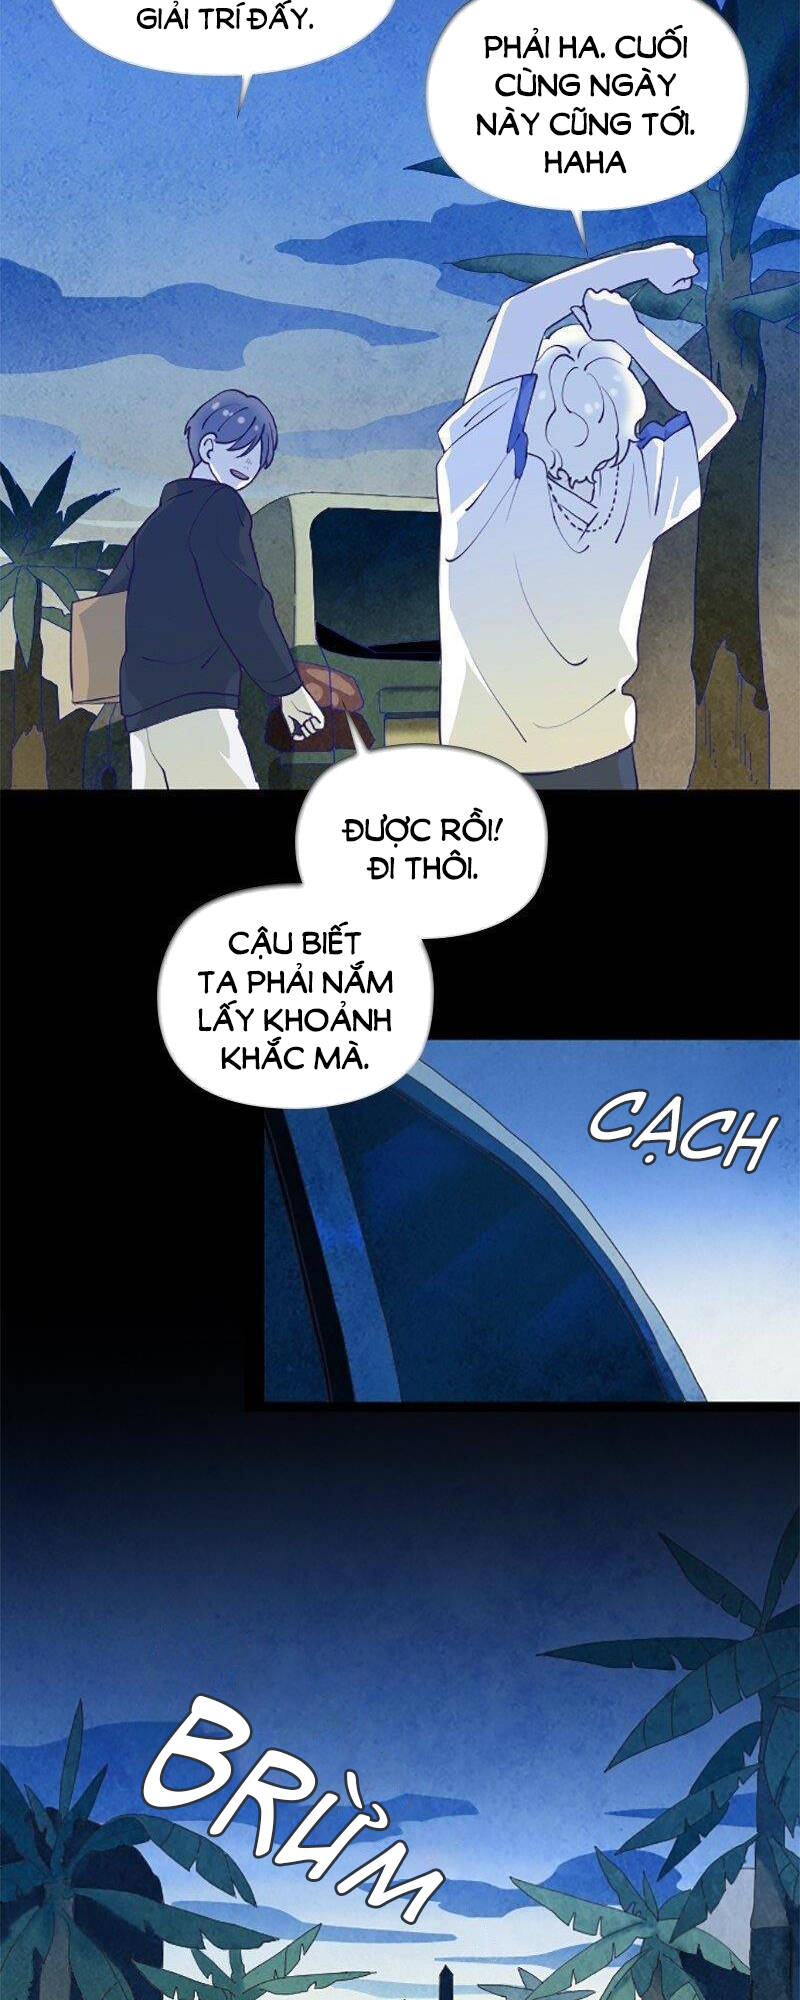 GIẢI TRÍ ĐẤY.
PHẢI HA. CUỐI
CÙNG NGÀY
NÀY CŨNG TỚI.
HAHA
ĐƯỢC RỒI!
ĐI THÔI.
CẬU BIẾT
TA PHẢI NẮM
LẤY KHOẢNH
KHẮC MÀ.
CẠCH
BRỪM